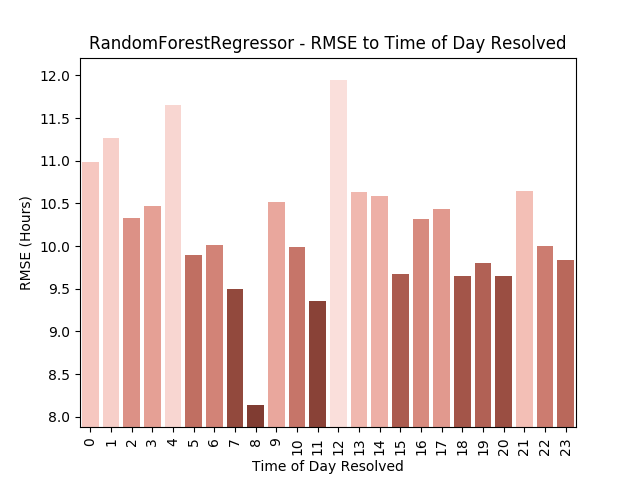 RandomForestRegressor - RMSE to Time of Day Resolved
12.0
11.5
11.0
10.5
10.0
9.5
9.0
8.5
8.0
RMSE (Hours)
0 1 2 3 4 5 6 7 8 9 10 11 12 13 14 15 16 17 18 19 20 21 22 23
Time of Day Resolved